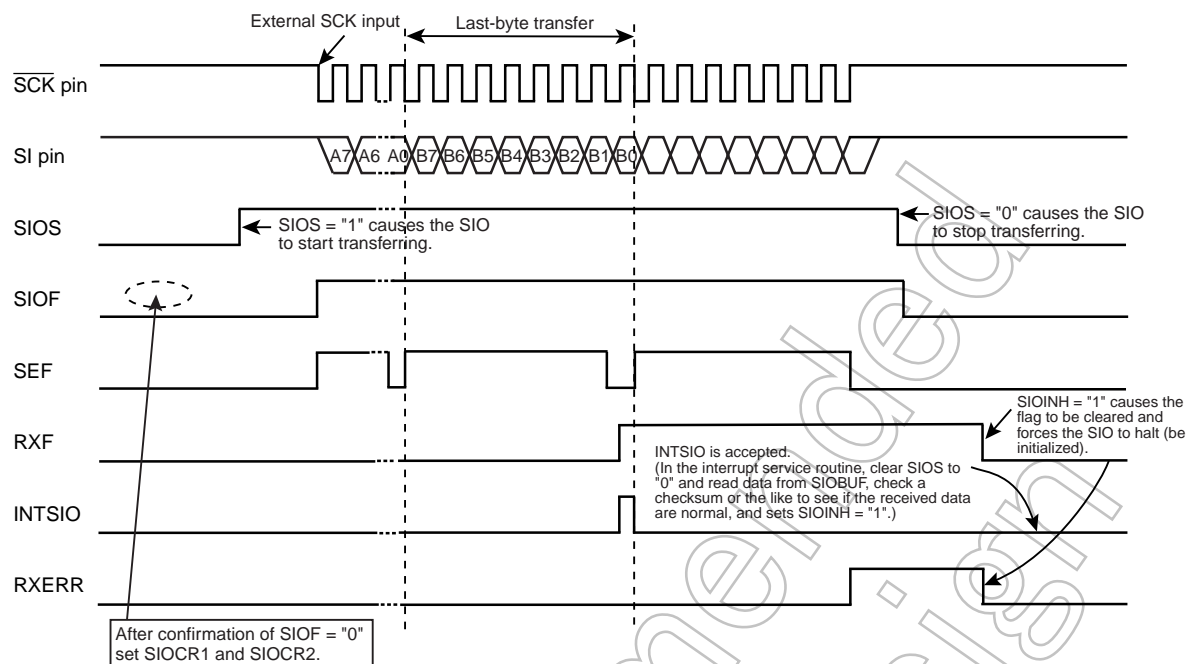 External SCK input
Last-byte transfer
SCK pin
SI pin
A7 A6 A0 B7 B6 B5 B4 B3 B2 B1 B0
SIOS
SIOS = "1" causes the SIO
to start transferring.
SIOS = "0" causes the SIO
to stop transferring.
SIOF
SEF
SIOINH = "1" causes the
flag to be cleared and
forces the SIO to halt (be
initialized).
RXF
INTSIO is accepted.
(In the interrupt service routine, clear SIOS to
"0" and read data from SIOBUF, check a
checksum or the like to see if the received data
are normal, and sets SIOINH = "1".)
INTSIO
RXERR
After confirmation of SIOF = "0"
set SIOCR1 and SIOCR2.